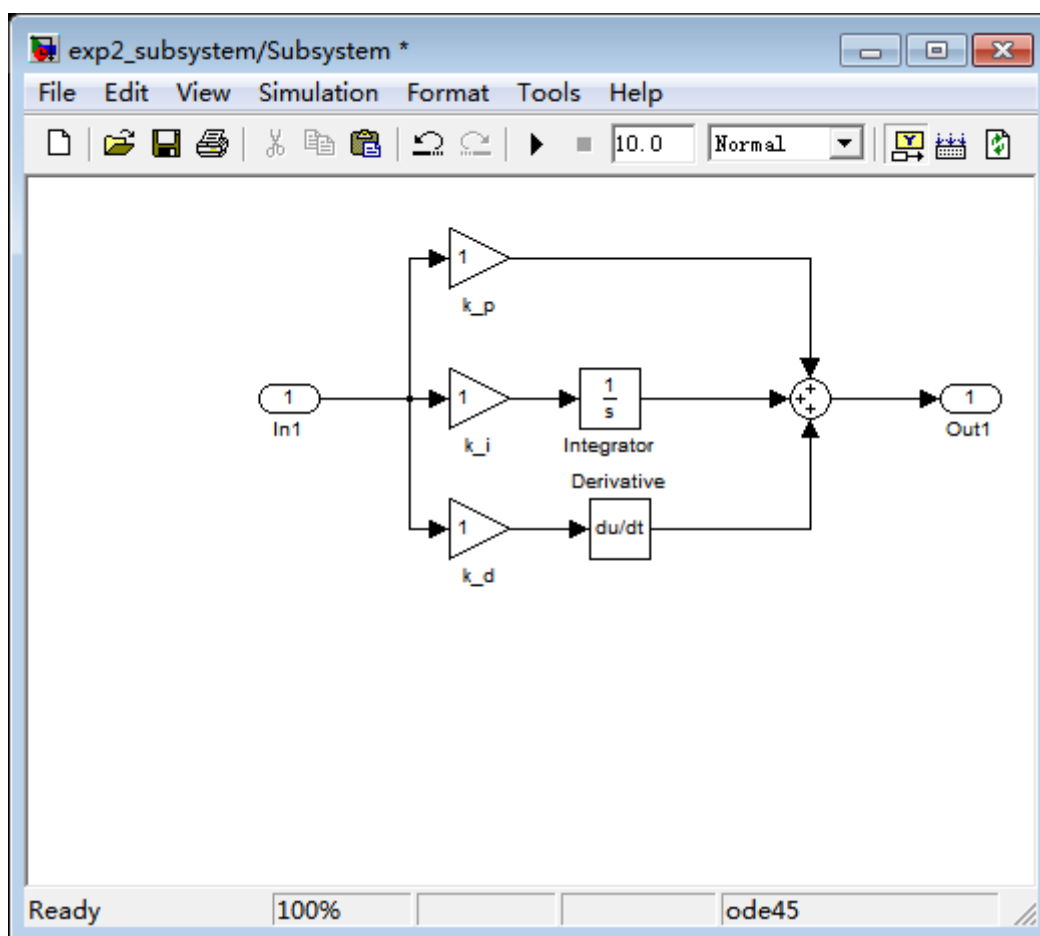 exp2_subsystem/Subsystem *
File Edit View Simulation Format Tools Help
10.0 Normal
1
k_p
1
In1
1
k_i
1
s
Integrator
+
+
+
1
Out1
Derivative
1
k_d
du/dt
Ready 100% ode45